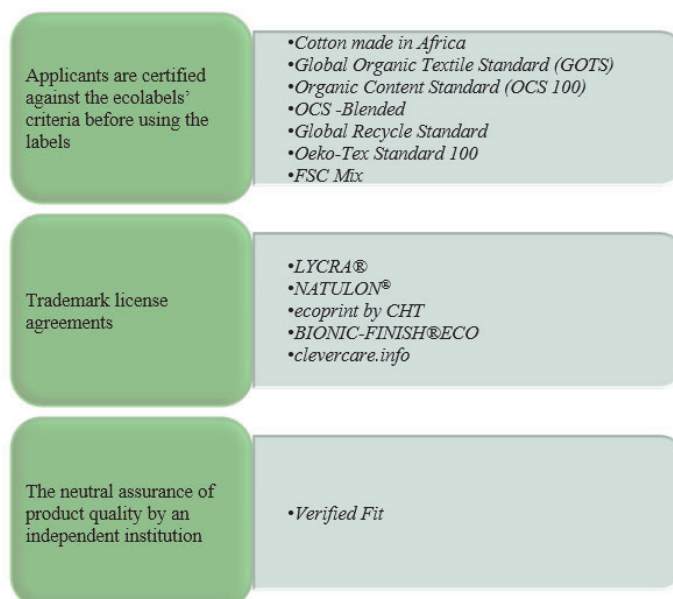 Applicants are certified
against the ecolabels’
criteria before using the
labels
•Cotton made in Africa
•Global Organic Textile Standard (GOTS)
•Organic Content Standard (OCS 100)
•OCS -Blended
•Global Recycle Standard
•Oeko-Tex Standard 100
•FSC Mix
Trademark license
agreements
•LYCRA®
•NATULON®
•ecoprint by CHT
•BIONIC-FINISH®ECO
•clevercare.info
The neutral assurance of
product quality by an
independent institution
•Verified Fit